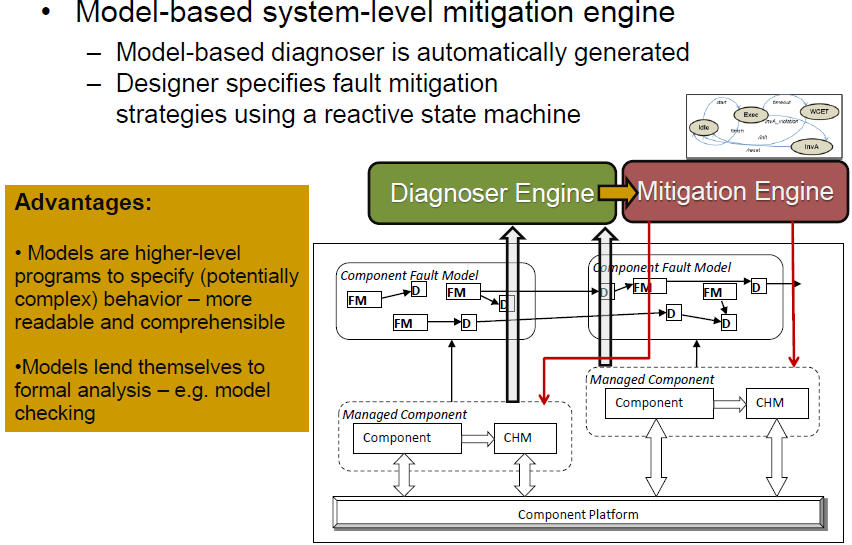 • Model-based system-level mitigation engine
– Model-based diagnoser is automatically generated
– Designer specifies fault mitigation
strategies using a reactive state machine
start
timeout
Exec
WCET
Idle
InvA_violation
finish
/init
/reset
InvA
Diagnoser Engine
Mitigation Engine
Advantages:
• Models are higher-level
programs to specify (potentially
complex) behavior – more
readable and comprehensible
•Models lend themselves to
formal analysis – e.g. model
checking
Component Fault Model
FM
D
FM
D
FM
D
Component Fault Model
D
FM
FM
D
D
D
Managed Component
Component
CHM
Managed Component
Component
CHM
Component Platform